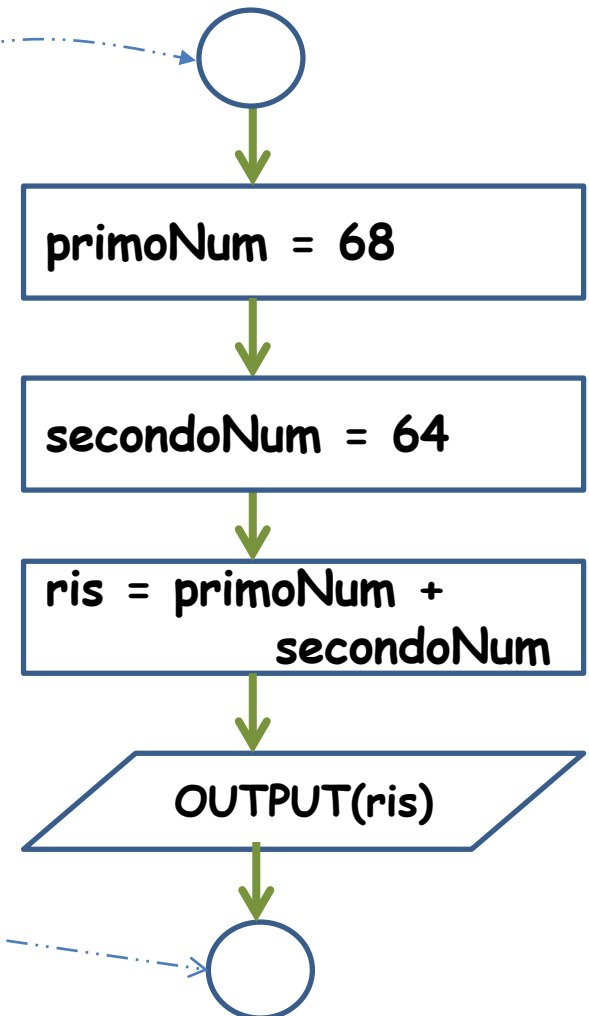 primoNum = 68
secondoNum = 64
ris = primoNum +
secondoNum
OUTPUT(ris)